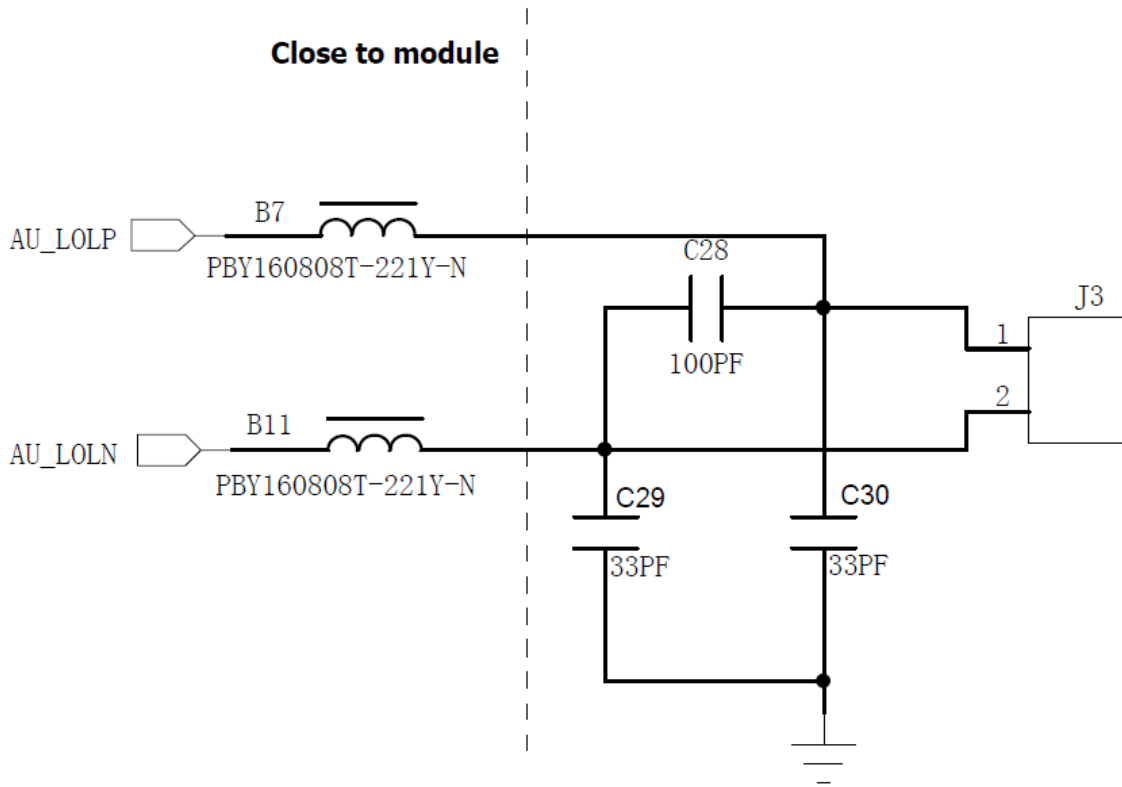 Close to module
B7
AU_LOLP
PBY160808T-221Y-N
C28
100PF
J3
1
2
B11
AU_LOLN
PBY160808T-221Y-N
C29
33PF
C30
33PF